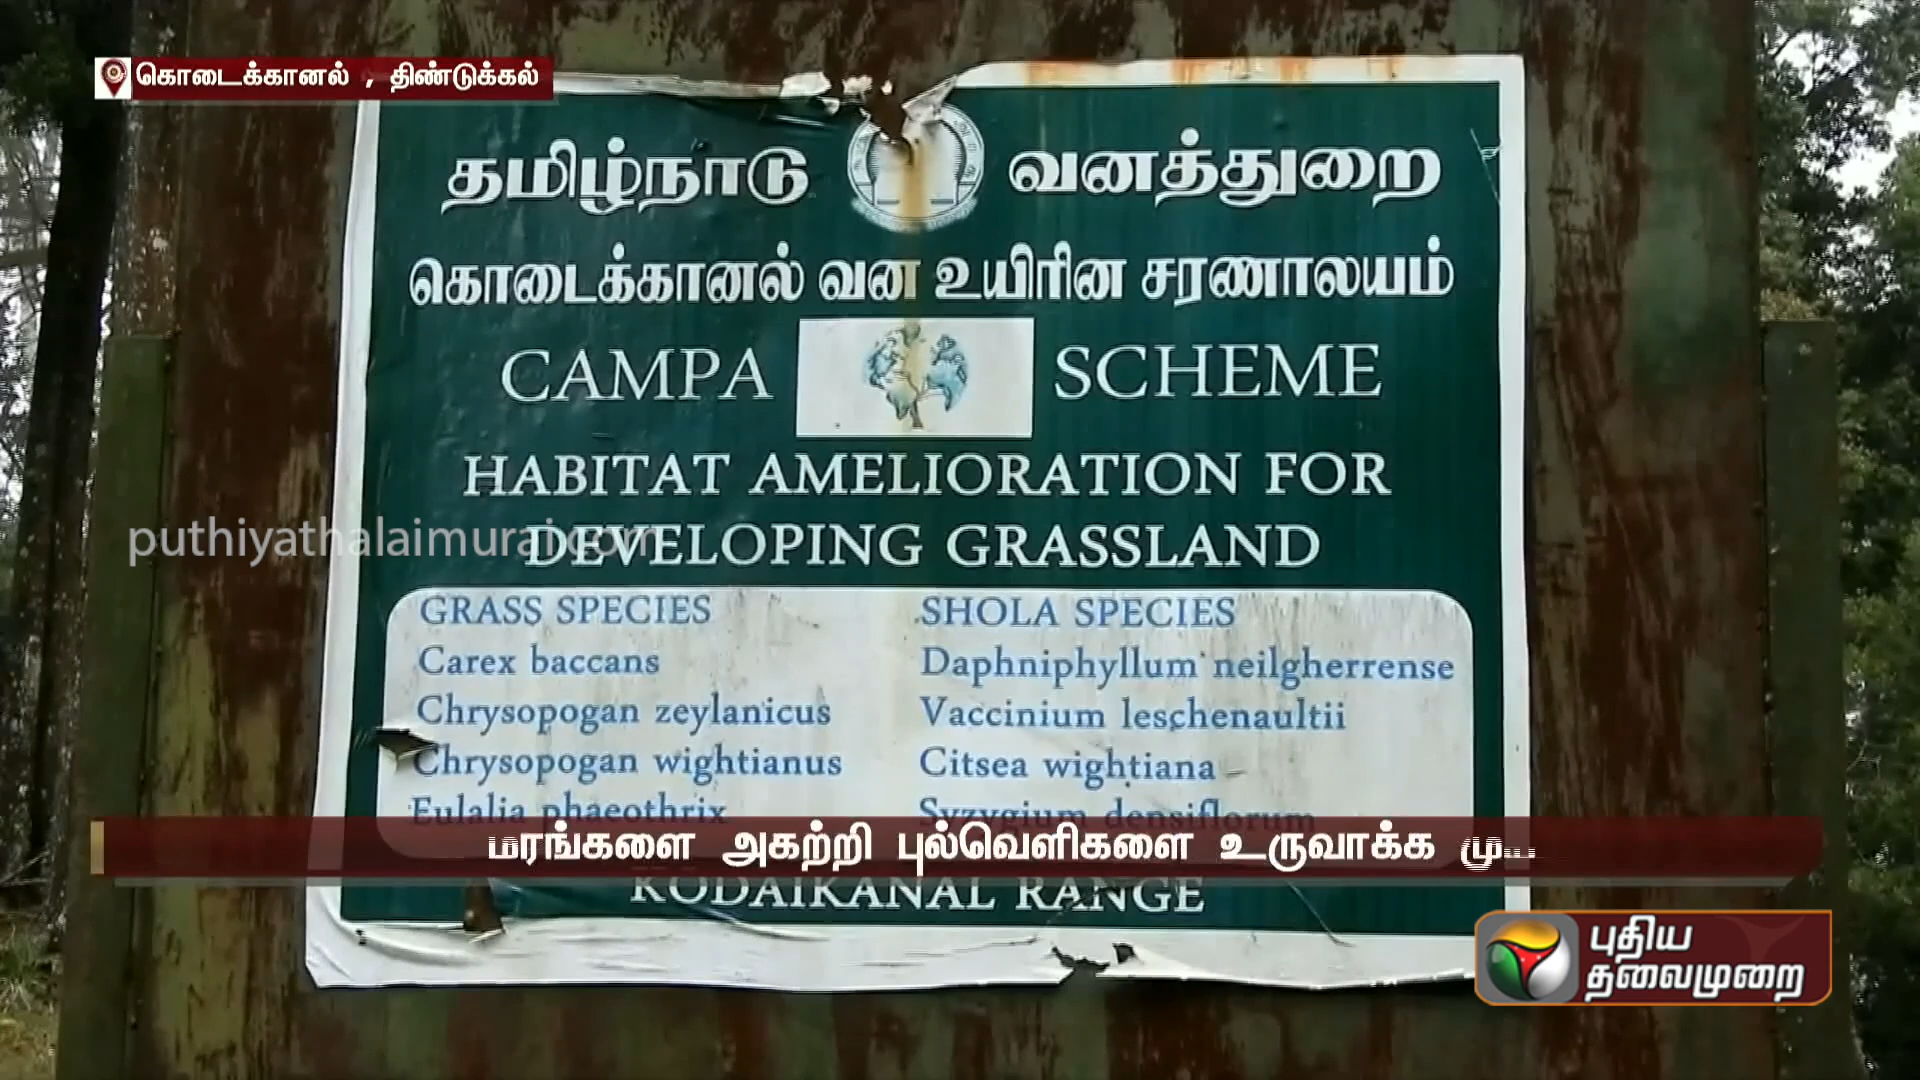 கொடைக்கானல் , திண்டுக்கல்
தமிழ்நாடு வனத்துறை
கொடைக்கானல் வன உயிரின சரணாலயம்
CAMPA SCHEME
HABITAT AMELIORATION FOR
DEVELOPING GRASSLAND
puthiyathalaimurai.com
GRASS SPECIES SHOLA SPECIES
Carex baccans Daphniphyllum neilgherrense
Chrysopogan zeylanicus Vaccinium leschenaultii
Chrysopogan wightianus Citsea wightiana
Eulalia phaeothrix Syzygium densiflorum
மரங்களை அகற்றி புல்வெளிகளை உருவாக்க
KODAIKANAL RANGE
புதிய
தலைமுறை